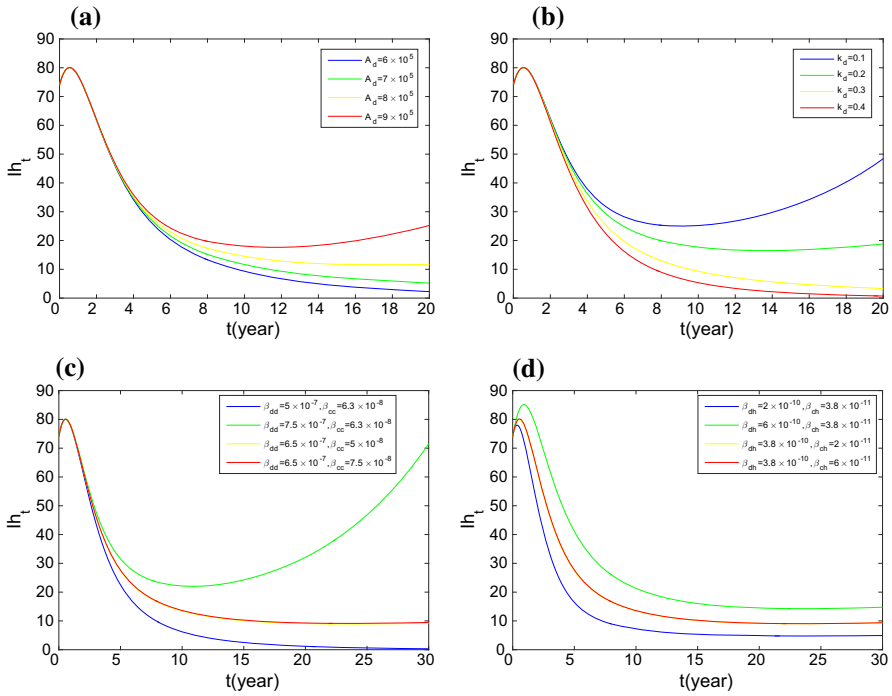 (a)
90
80
70
60
50
40
30
20
10
0
Ih_t
0 2 4 6 8 10 12 14 16 18 20
t(year)
A_d=6×10^5
A_d=7×10^5
A_d=8×10^5
A_d=9×10^5
(b)
90
80
70
60
50
40
30
20
10
0
Ih_t
0 2 4 6 8 10 12 14 16 18 20
t(year)
k_d=0.1
k_d=0.2
k_d=0.3
k_d=0.4
(c)
90
80
70
60
50
40
30
20
10
0
Ih_t
0 5 10 15 20 25 30
t(year)
β_dd=5×10^-7,β_cc=6.3×10^-8
β_dd=7.5×10^-7,β_cc=6.3×10^-8
β_dd=6.5×10^-7,β_cc=5×10^-8
β_dd=6.5×10^-7,β_cc=7.5×10^-8
(d)
90
80
70
60
50
40
30
20
10
0
Ih_t
0 5 10 15 20 25 30
t(year)
β_dh=2×10^-10,β_ch=3.8×10^-11
β_dh=6×10^-10,β_ch=3.8×10^-11
β_dh=3.8×10^-10,β_ch=2×10^-11
β_dh=3.8×10^-10,β_ch=6×10^-11